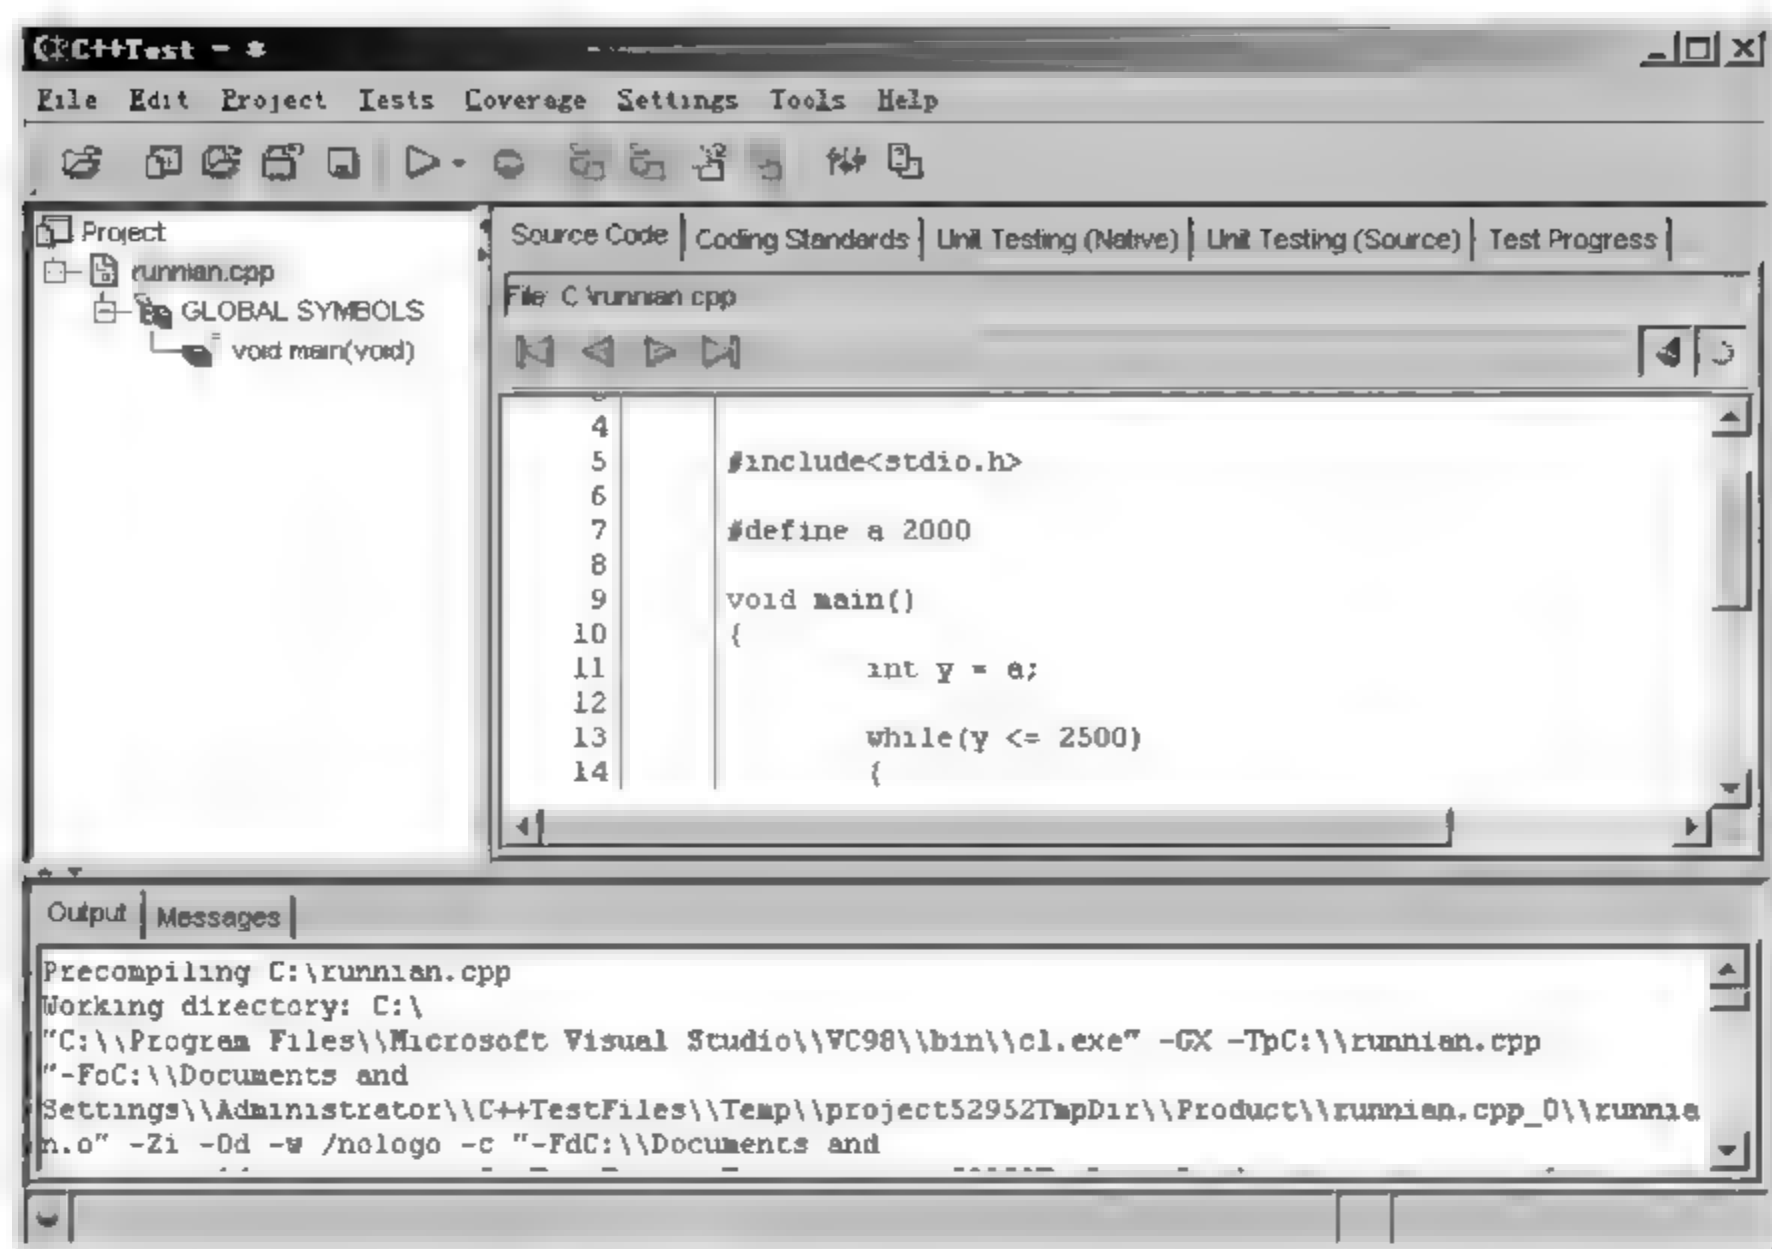 C++Test - *
File Edit Project Tests Coverage Settings Tools Help
Project
runnian.cpp
GLOBAL SYMBOLS
void main(void)
Source Code Coding Standards Unit Testing (Native) Unit Testing (Source) Test Progress
File: C:\runnian.cpp
4
5 #include<stdio.h>
6
7 #define a 2000
8
9 void main()
10 {
11 int y = a;
12
13 while(y <= 2500)
14 {
Output Messages
Precompiling C:\runnian.cpp
Working directory: C:\
"C:\\Program Files\\Microsoft Visual Studio\\VC98\\bin\\cl.exe" -GX -TpC:\\runnian.cpp
"-FoC:\\Documents and
Settings\\Administrator\\C++TestFiles\\Temp\\project52952TmpDir\\Product\\runnian.cpp_0\\runnia
n.o" -Zi -Od -w /nologo -c "-FdC:\\Documents and